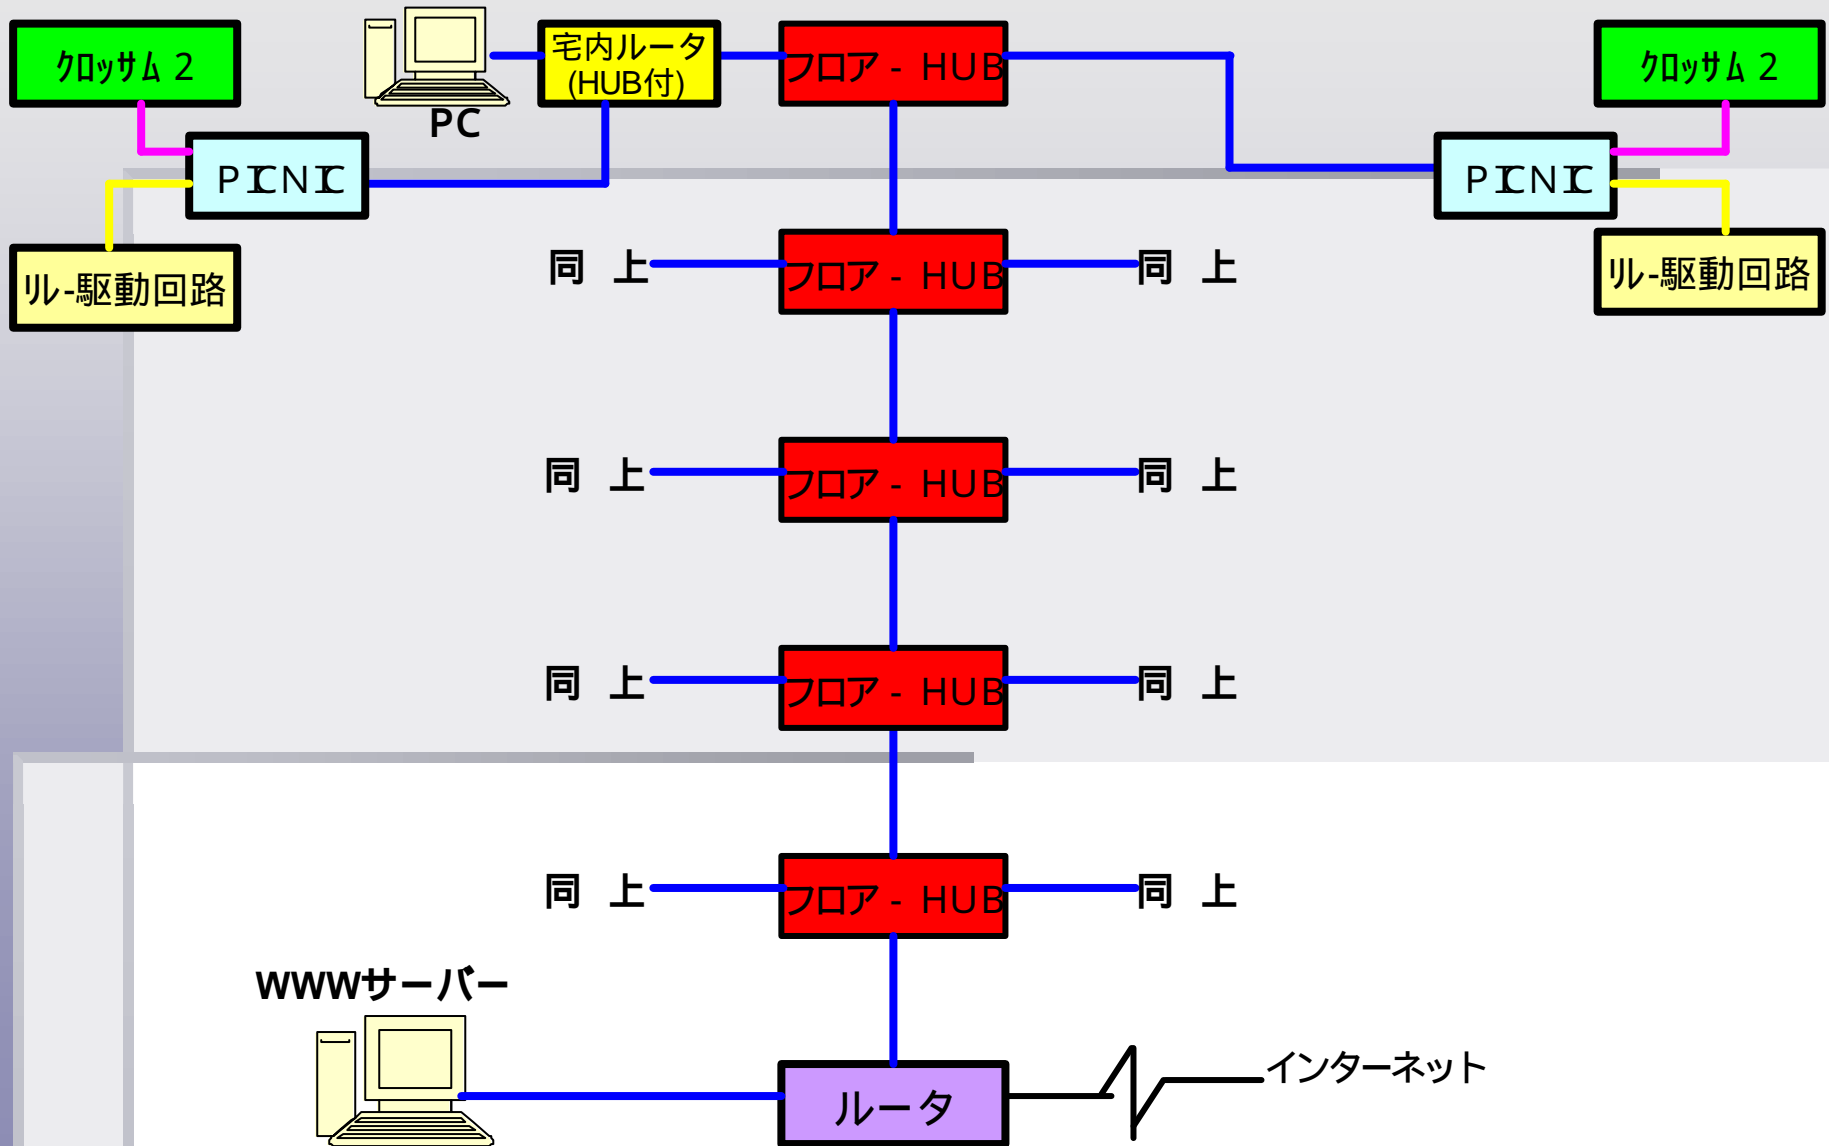 ｸﾛｯｻﾑ 2
PC
宅内ルータ
(HUB付)
フロア - HUB
ｸﾛｯｻﾑ 2
PICNIC
PICNIC
ﾘﾚ-駆動回路
同 上
フロア - HUB
同 上
ﾘﾚ-駆動回路
同 上
フロア - HUB
同 上
同 上
フロア - HUB
同 上
同 上
フロア - HUB
同 上
WWWサーバー
ルータ
インターネット